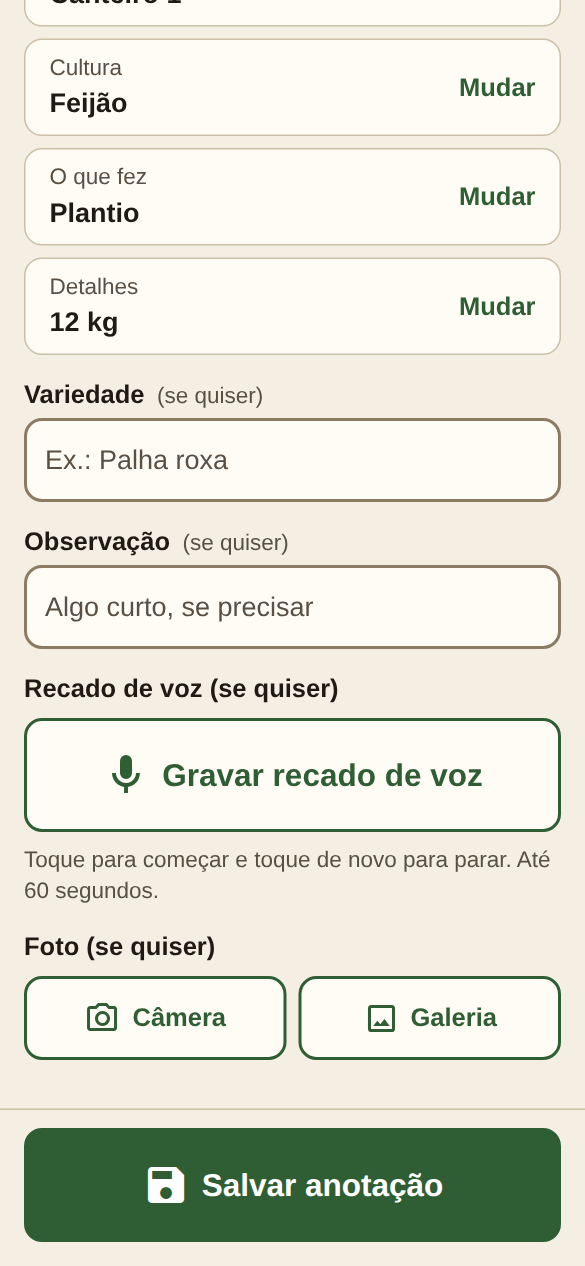 Canteiro 1
Cultura
Feijão
Mudar
O que fez
Plantio
Mudar
Detalhes
12 kg
Mudar
Variedade (se quiser)
Ex.: Palha roxa
Observação (se quiser)
Algo curto, se precisar
Recado de voz (se quiser)
Gravar recado de voz
Toque para começar e toque de novo para parar. Até
60 segundos.
Foto (se quiser)
Câmera
Galeria
Salvar anotação